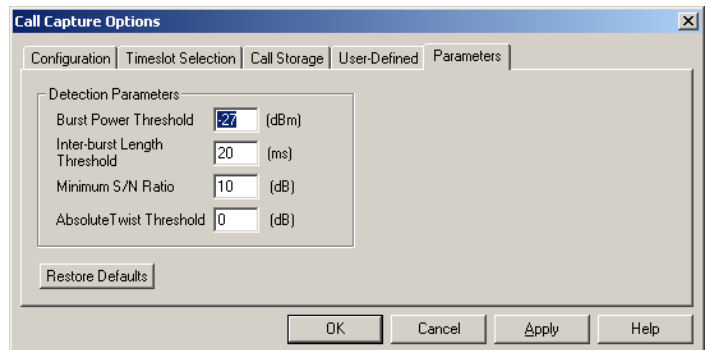 Call Capture Options
Configuration Timeslot Selection Call Storage User-Defined Parameters
Detection Parameters
Burst Power Threshold -27 (dBm)
Inter-burst Length
Threshold 20 (ms)
Minimum S/N Ratio 10 (dB)
AbsoluteTwist Threshold 0 (dB)
Restore Defaults
OK Cancel Apply Help